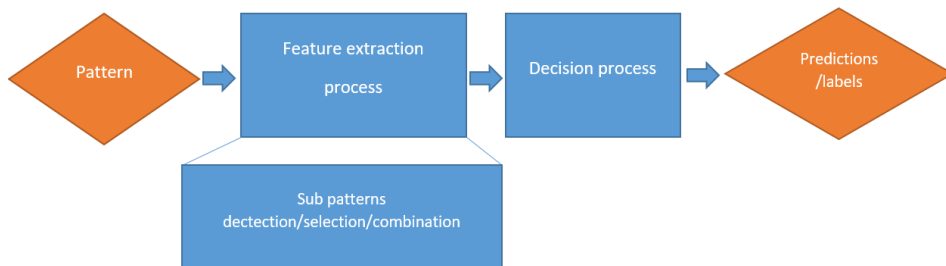 Pattern
Feature extraction
process
Decision process
Predictions
/labels
Sub patterns
dectection/selection/combination